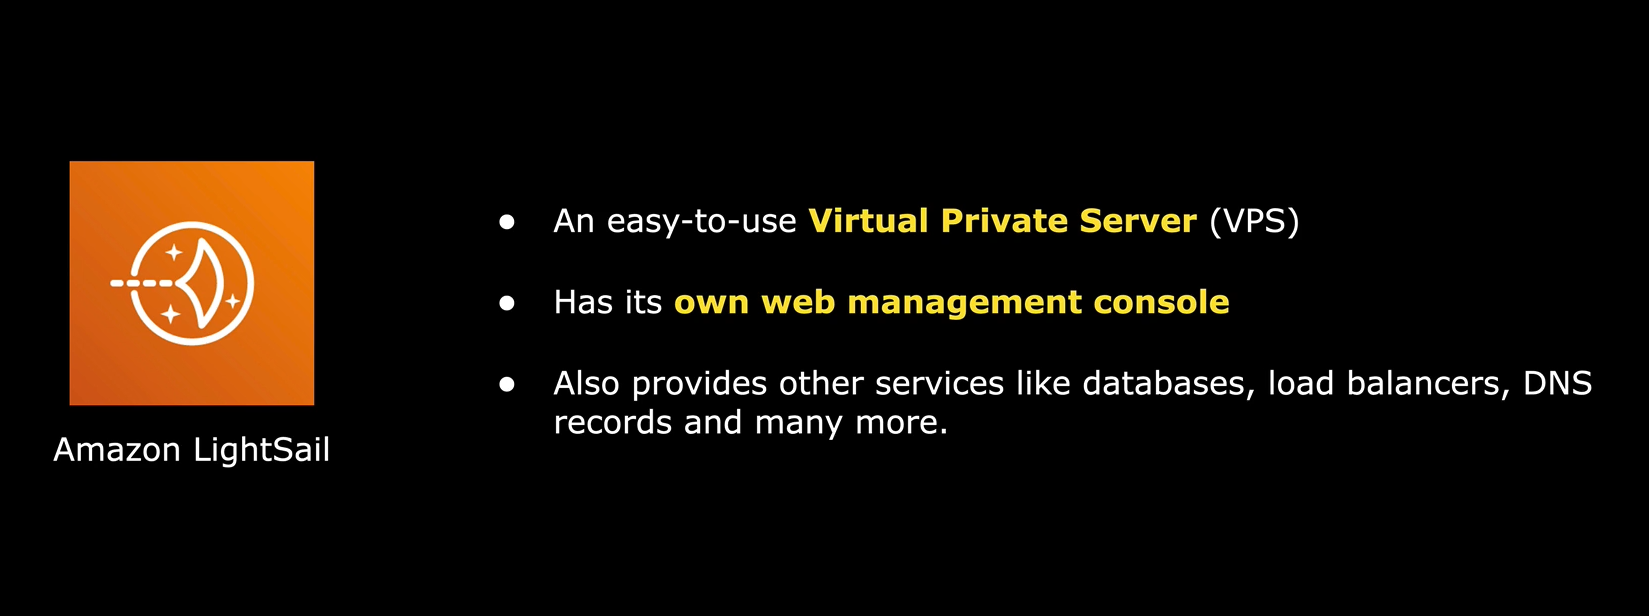 ● An easy-to-use Virtual Private Server (VPS)
● Has its own web management console
● Also provides other services like databases, load balancers, DNS
records and many more.
Amazon LightSail